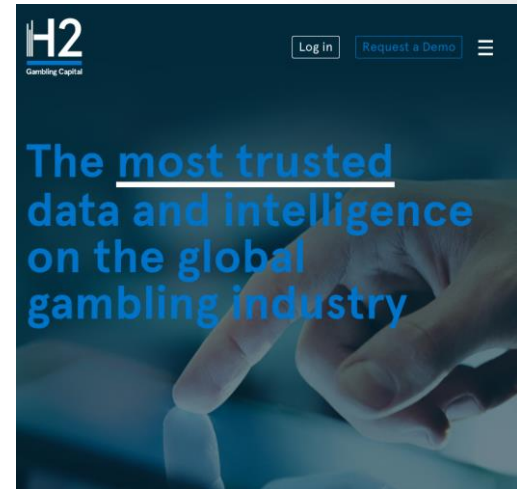 H2
Gambling Capital
Log in
Request a Demo
The most trusted
data and intelligence
on the global
gambling industry